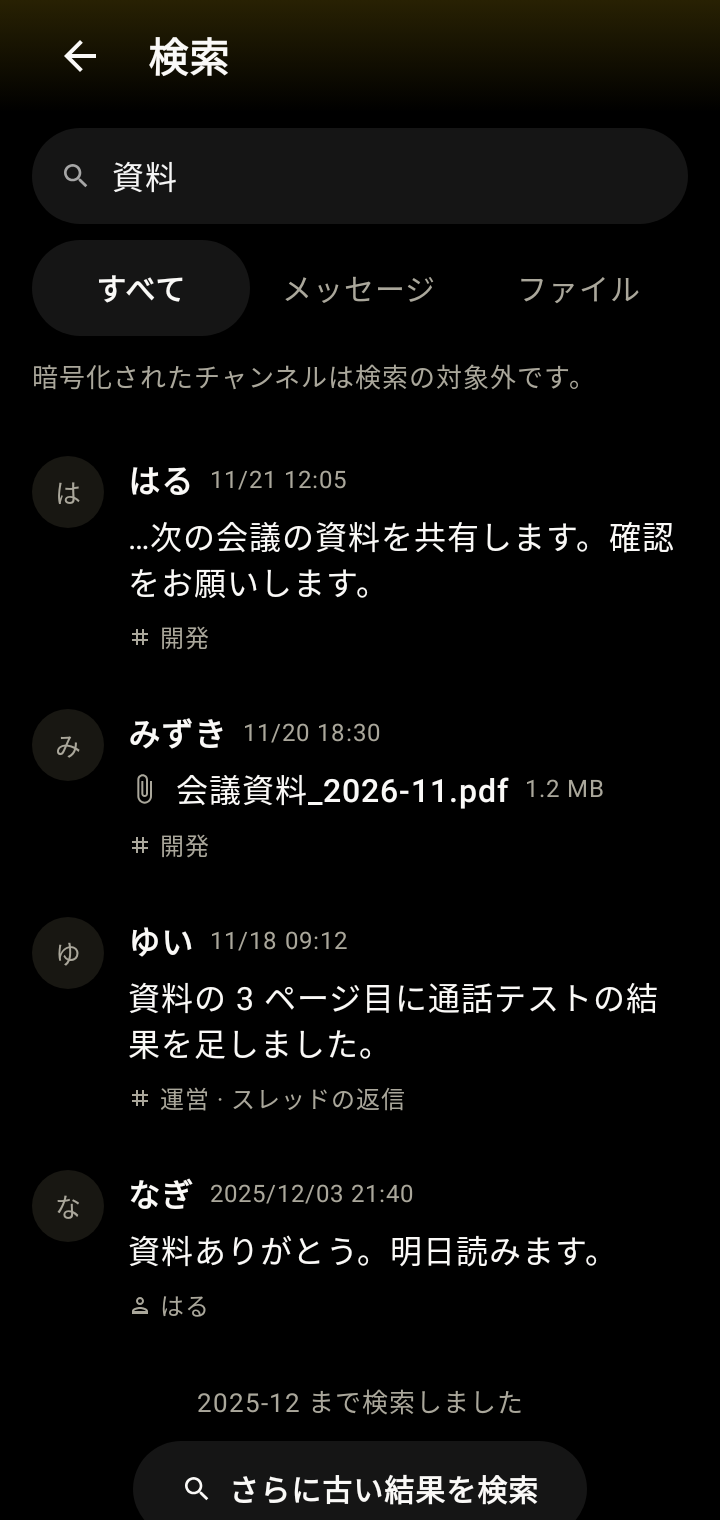 検索
資料
すべて メッセージ ファイル
暗号化されたチャンネルは検索の対象外です。
は はる 11/21 12:05
…次の会議の資料を共有します。確認
をお願いします。
# 開発
み みずき 11/20 18:30
会議資料_2026-11.pdf 1.2 MB
# 開発
ゆ ゆい 11/18 09:12
資料の 3 ページ目に通話テストの結
果を足しました。
# 運営 · スレッドの返信
な なぎ 2025/12/03 21:40
資料ありがとう。明日読みます。
はる
2025-12 まで検索しました
さらに古い結果を検索